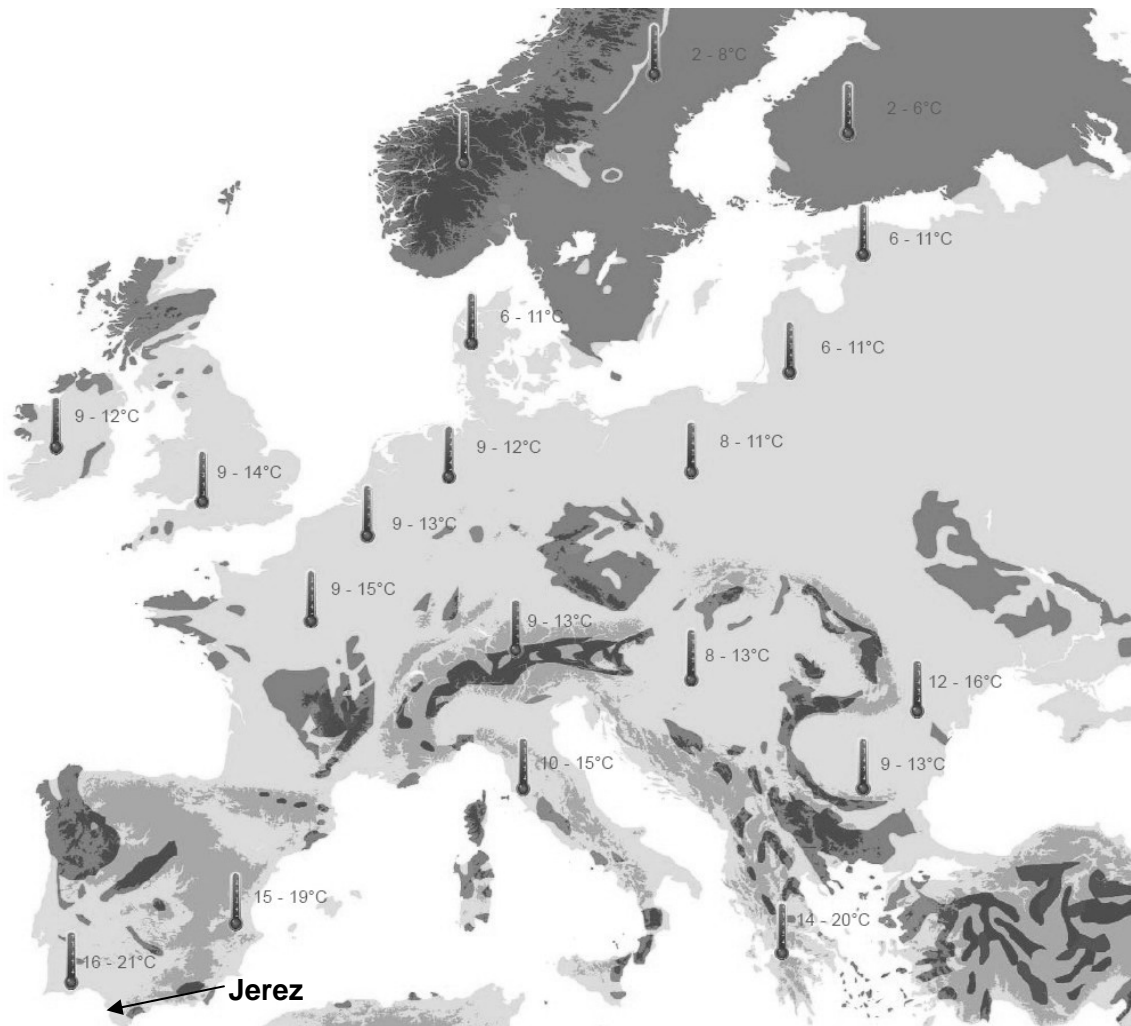 2 - 8°C
2 - 6°C
6 - 11°C
6 - 11°C
6 - 11°C
9 - 12°C
9 - 12°C
8 - 11°C
9 - 14°C
9 - 13°C
9 - 15°C
9 - 13°C
8 - 13°C
12 - 16°C
10 - 15°C
9 - 13°C
15 - 19°C
14 - 20°C
16 - 21°C
Jerez